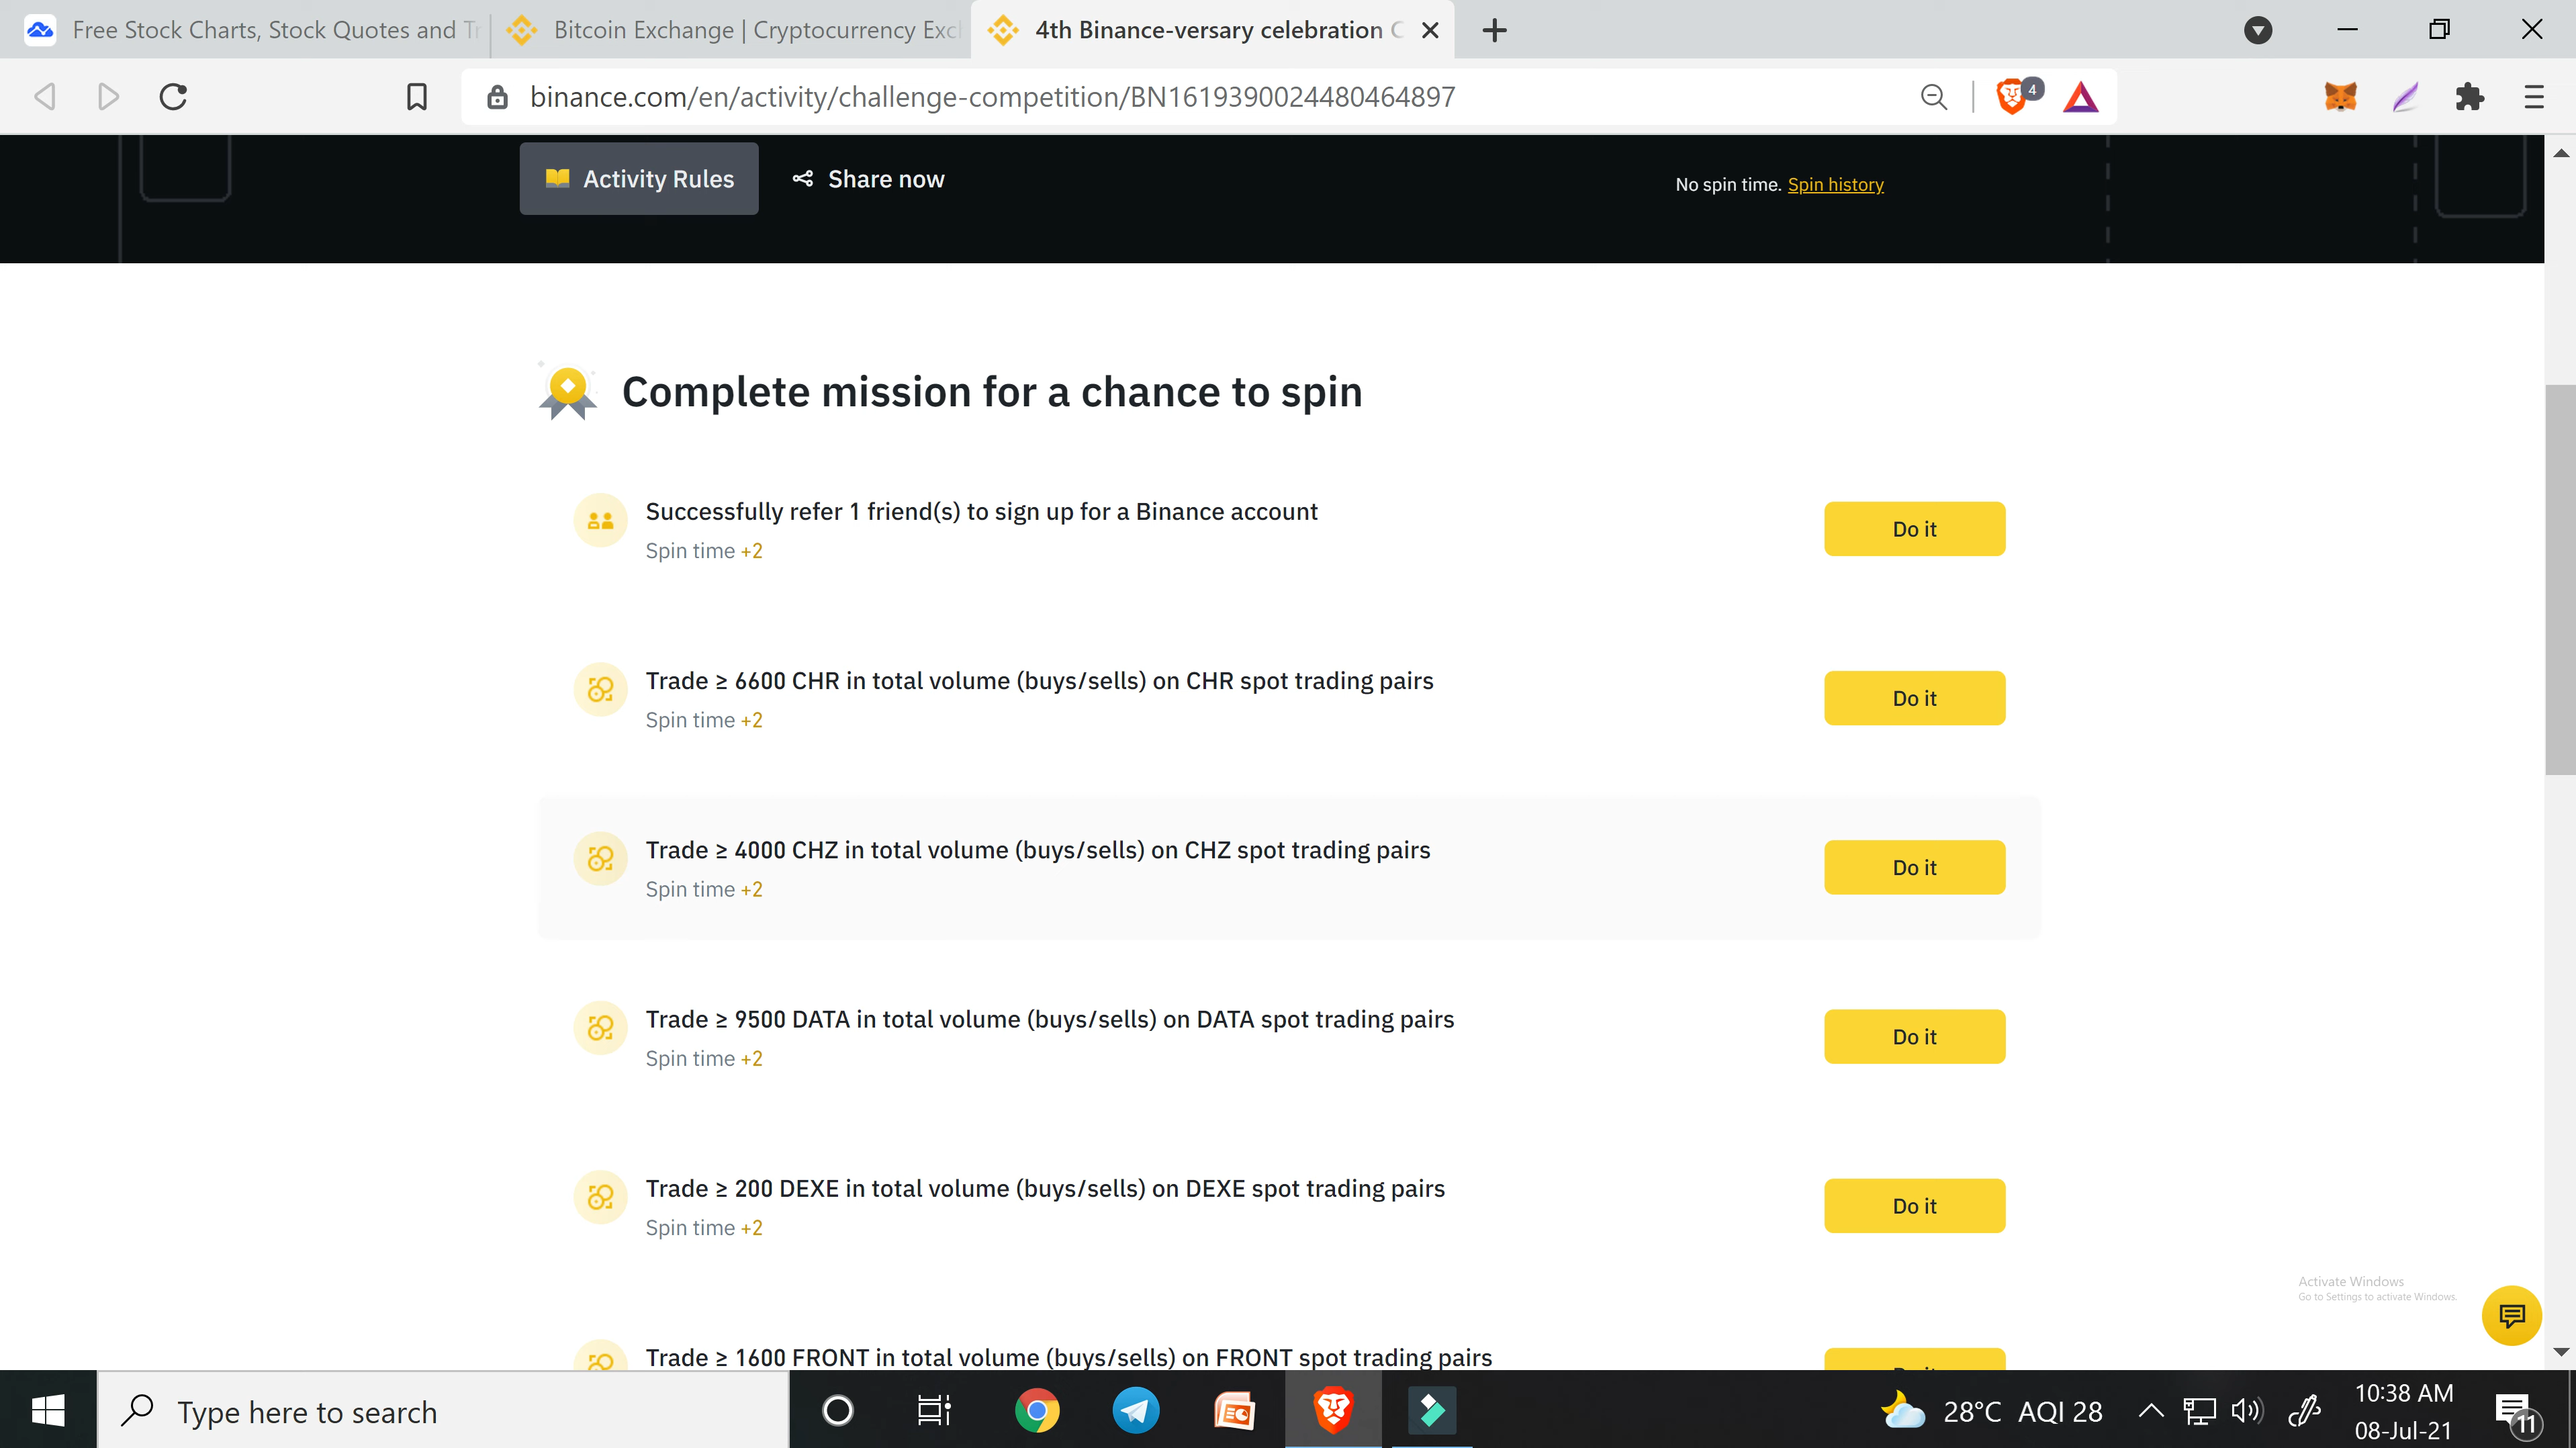 Free Stock Charts, Stock Quotes and Tr
Bitcoin Exchange | Cryptocurrency Excl
4th Binance-versary celebration C
binance.com/en/activity/challenge-competition/BN1619390024480464897
4
Activity Rules
Share now
No spin time. Spin history
Complete mission for a chance to spin
Successfully refer 1 friend(s) to sign up for a Binance account
Spin time +2
Do it
Trade ≥ 6600 CHR in total volume (buys/sells) on CHR spot trading pairs
Spin time +2
Do it
Trade ≥ 4000 CHZ in total volume (buys/sells) on CHZ spot trading pairs
Spin time +2
Do it
Trade ≥ 9500 DATA in total volume (buys/sells) on DATA spot trading pairs
Spin time +2
Do it
Trade ≥ 200 DEXE in total volume (buys/sells) on DEXE spot trading pairs
Spin time +2
Do it
Activate Windows
Go to Settings to activate Windows.
Trade ≥ 1600 FRONT in total volume (buys/sells) on FRONT spot trading pairs
Type here to search
28°C AQI 28
10:38 AM
08-Jul-21
11